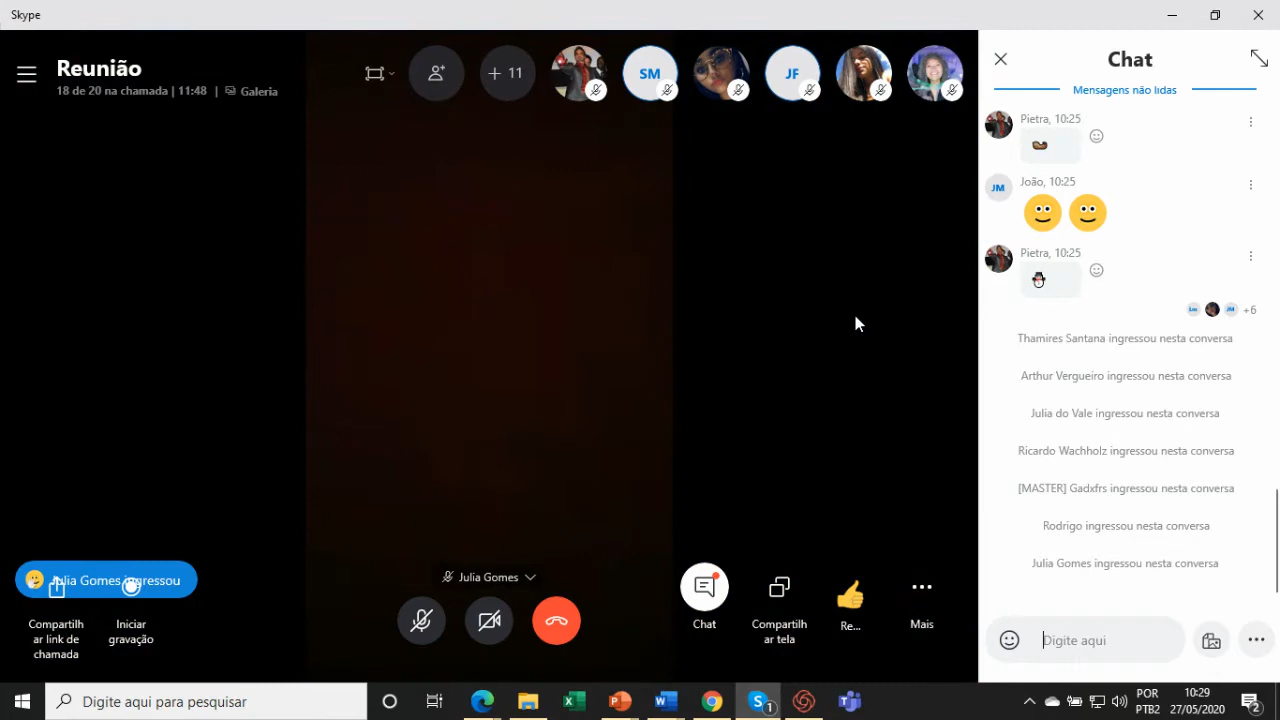 Skype
Reunião
18 de 20 na chamada | 11:48 | Galeria
+ 11
SM
JF
Julia Gomes ingressou
Compartilh
ar link de
chamada
Iniciar
gravação
Julia Gomes
Chat
Compartilh
ar tela
Re...
Mais
Chat
Mensagens não lidas
Pietra, 10:25
JM
João, 10:25
Pietra, 10:25
Lm
JM
+6
Thamires Santana ingressou nesta conversa
Arthur Vergueiro ingressou nesta conversa
Julia do Vale ingressou nesta conversa
Ricardo Wachholz ingressou nesta conversa
[MASTER] Gadxfrs ingressou nesta conversa
Rodrigo ingressou nesta conversa
Julia Gomes ingressou nesta conversa
Digite aqui
Digite aqui para pesquisar
POR
PTB2
10:29
27/05/2020
1
2